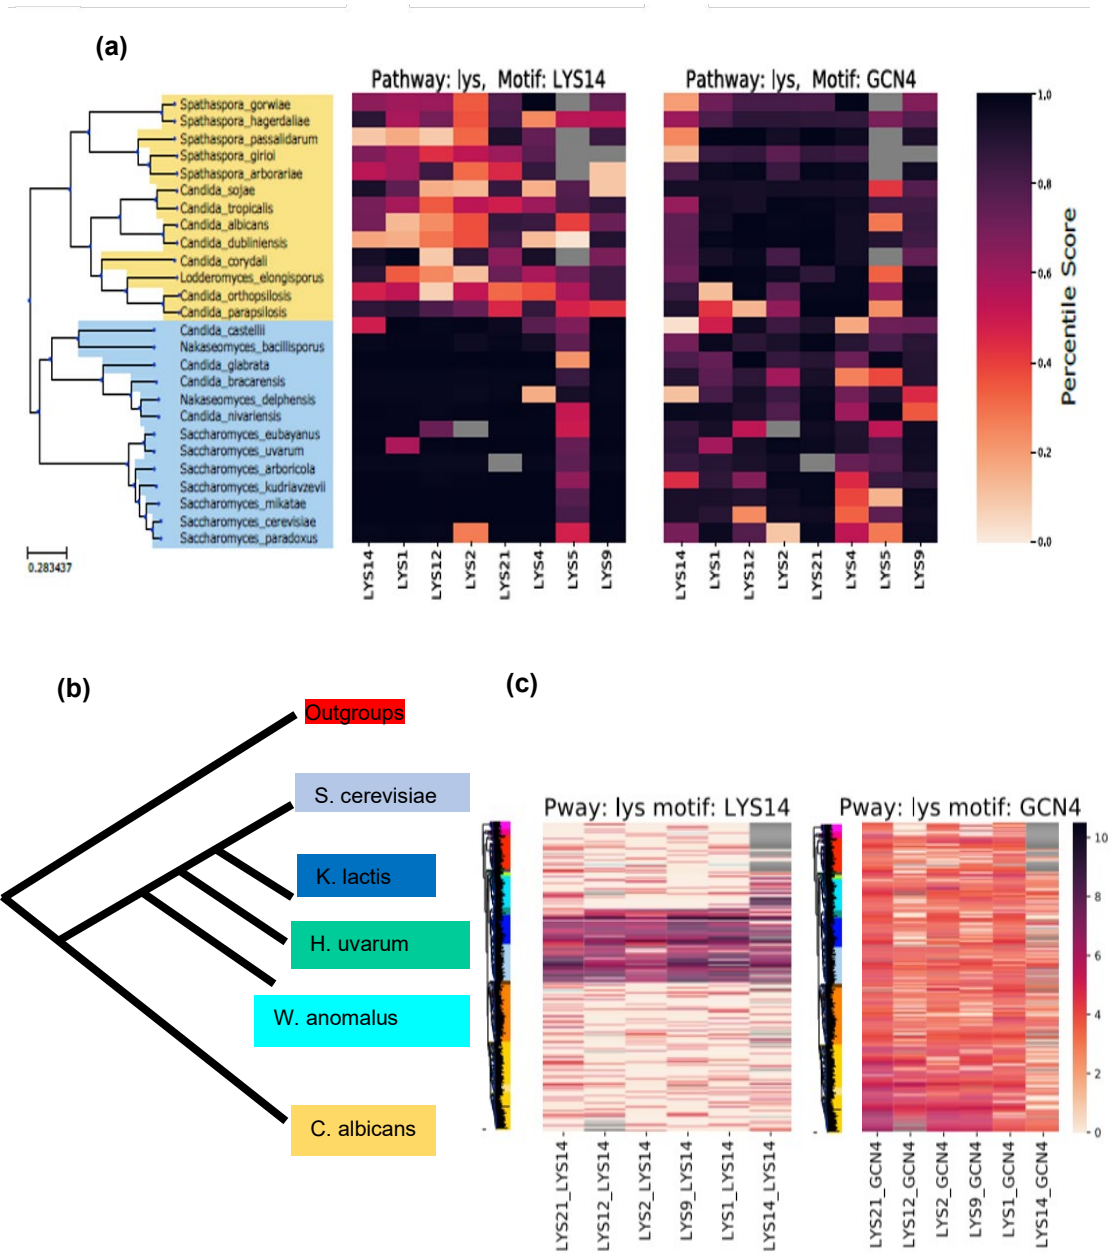 (a)
Pathway: lys, Motif: LYS14
Pathway: lys, Motif: GCN4
Spathaspora_gorwiae
Spathaspora_hagerdaliae
Spathaspora_passalidarum
Spathaspora_girioi
Spathaspora_arborariae
Candida_sojae
Candida_tropicalis
Candida_albicans
Candida_dubliniensis
Candida_corydali
Lodderomyces_elongisporus
Candida_orthopsilosis
Candida_parapsilosis
Candida_castellii
Nakaseomyces_bacillisporus
Candida_glabrata
Candida_bracarensis
Nakaseomyces_delphensis
Candida_nivariensis
Saccharomyces_eubayanus
Saccharomyces_uvarum
Saccharomyces_arboricola
Saccharomyces_kudriavzevii
Saccharomyces_mikatae
Saccharomyces_cerevisiae
Saccharomyces_paradoxus
0.283437
LYS14
LYS1
LYS12
LYS2
LYS21
LYS4
LYS5
LYS9
LYS14
LYS1
LYS12
LYS2
LYS21
LYS4
LYS5
LYS9
1.0
0.8
0.6
0.4
0.2
0.0
Percentile Score
(b)
Outgroups
S. cerevisiae
K. lactis
H. uvarum
W. anomalus
C. albicans
(c)
Pway: lys motif: LYS14
Pway: lys motif: GCN4
LYS21_LYS14
LYS12_LYS14
LYS2_LYS14
LYS9_LYS14
LYS1_LYS14
LYS14_LYS14
LYS21_GCN4
LYS12_GCN4
LYS2_GCN4
LYS9_GCN4
LYS1_GCN4
LYS14_GCN4
10
8
6
4
2
0